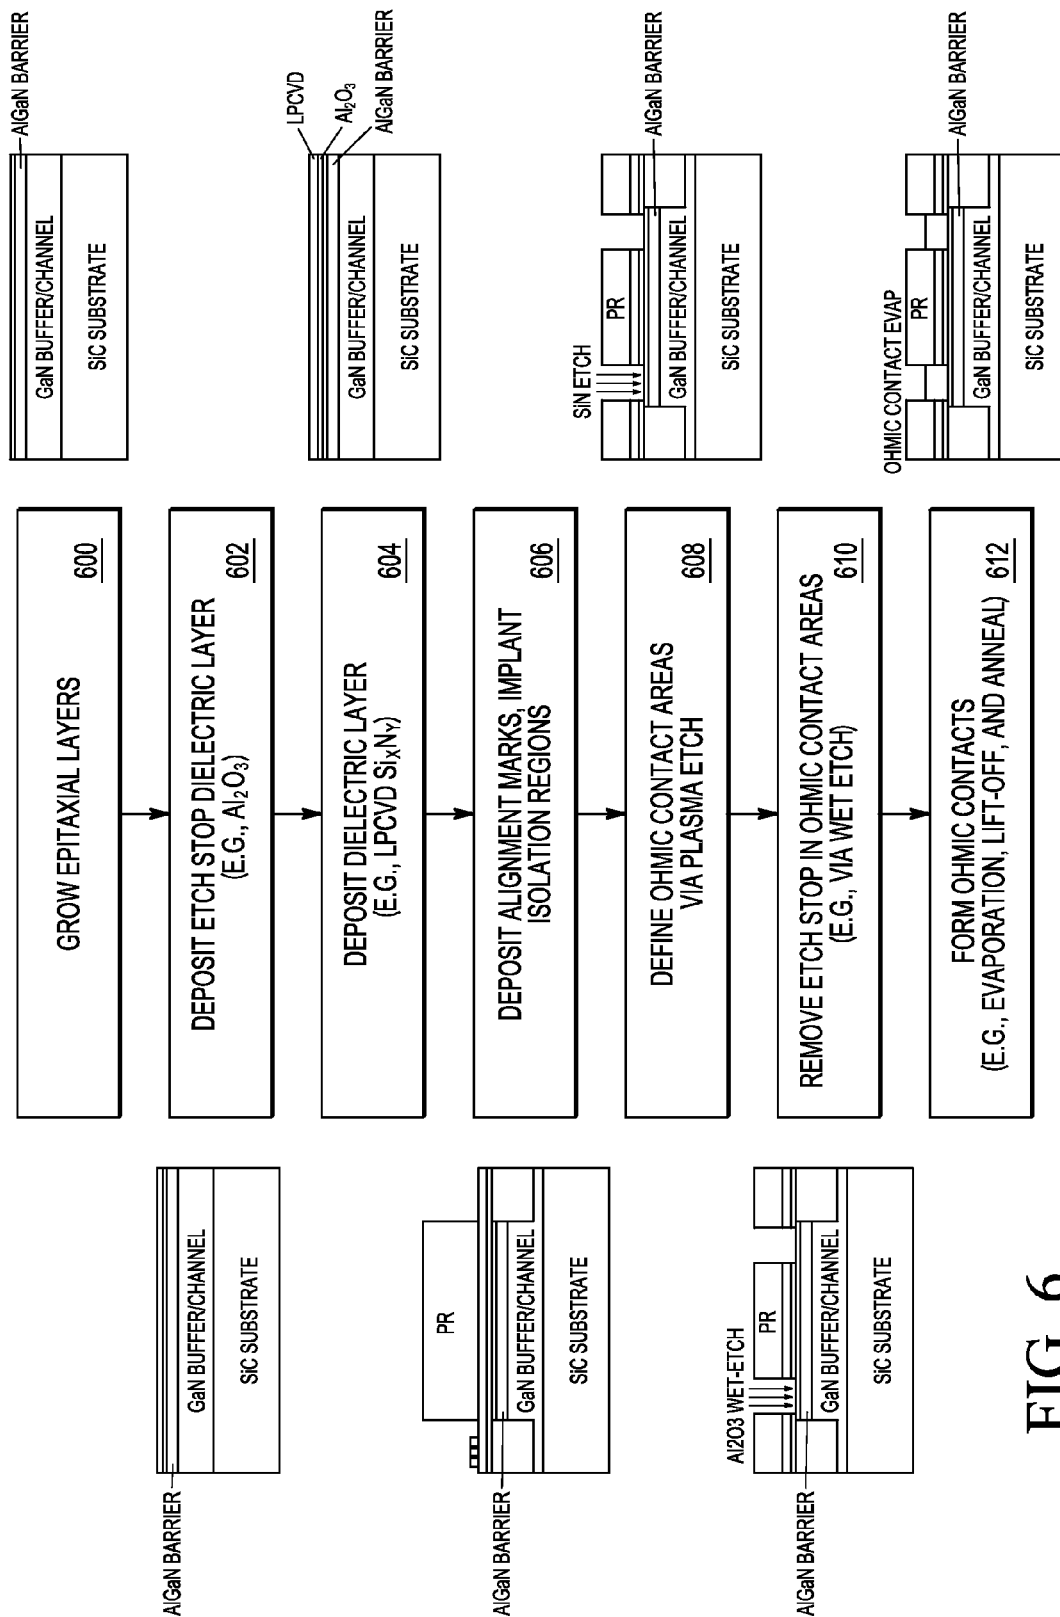 AlGaN BARRIER
GaN BUFFER/CHANNEL
SiC SUBSTRATE
LPCVD
Al₂O₃
AlGaN BARRIER
GaN BUFFER/CHANNEL
SiC SUBSTRATE
SiN ETCH
PR
AlGaN BARRIER
GaN BUFFER/CHANNEL
SiC SUBSTRATE
OHMIC CONTACT EVAP
PR
AlGaN BARRIER
GaN BUFFER/CHANNEL
SiC SUBSTRATE
GROW EPITAXIAL LAYERS
600
DEPOSIT ETCH STOP DIELECTRIC LAYER
(E.G., Al₂O₃)
602
DEPOSIT DIELECTRIC LAYER
(E.G., LPCVD SiₓNᵧ)
604
DEPOSIT ALIGNMENT MARKS, IMPLANT
ISOLATION REGIONS
606
DEFINE OHMIC CONTACT AREAS
VIA PLASMA ETCH
608
REMOVE ETCH STOP IN OHMIC CONTACT AREAS
(E.G., VIA WET ETCH)
610
FORM OHMIC CONTACTS
(E.G., EVAPORATION, LIFT-OFF, AND ANNEAL)
612
AlGaN BARRIER
GaN BUFFER/CHANNEL
SiC SUBSTRATE
PR
AlGaN BARRIER
GaN BUFFER/CHANNEL
SiC SUBSTRATE
Al2O3 WET-ETCH
PR
AlGaN BARRIER
GaN BUFFER/CHANNEL
SiC SUBSTRATE
FIG. 6